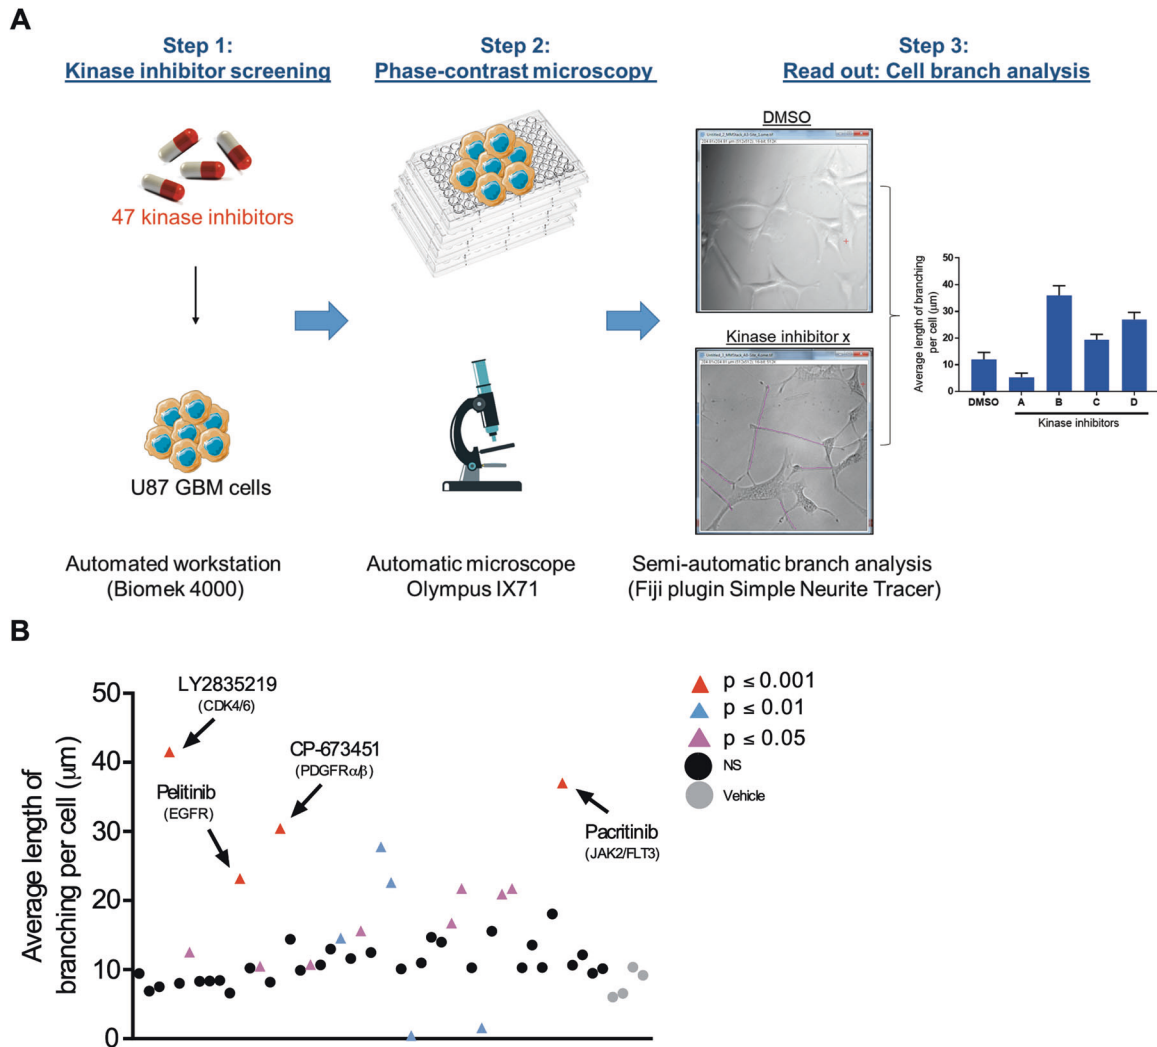 A
Step 1:
Kinase inhibitor screening
47 kinase inhibitors
U87 GBM cells
Automated workstation
(Biomek 4000)
Step 2:
Phase-contrast microscopy
Automatic microscope
Olympus IX71
Step 3:
Read out: Cell branch analysis
DMSO
Kinase inhibitor x
Semi-automatic branch analysis
(Fiji plugin Simple Neurite Tracer)
Average length of branching
per cell (μm)
50
40
30
20
10
0
DMSO A B C D
Kinase inhibitors
B
Average length of
branching per cell (μm)
50
40
30
20
10
0
LY2835219
(CDK4/6)
Pelitinib
(EGFR)
CP-673451
(PDGFRα/β)
Pacritinib
(JAK2/FLT3)
p ≤ 0.001
p ≤ 0.01
p ≤ 0.05
NS
Vehicle